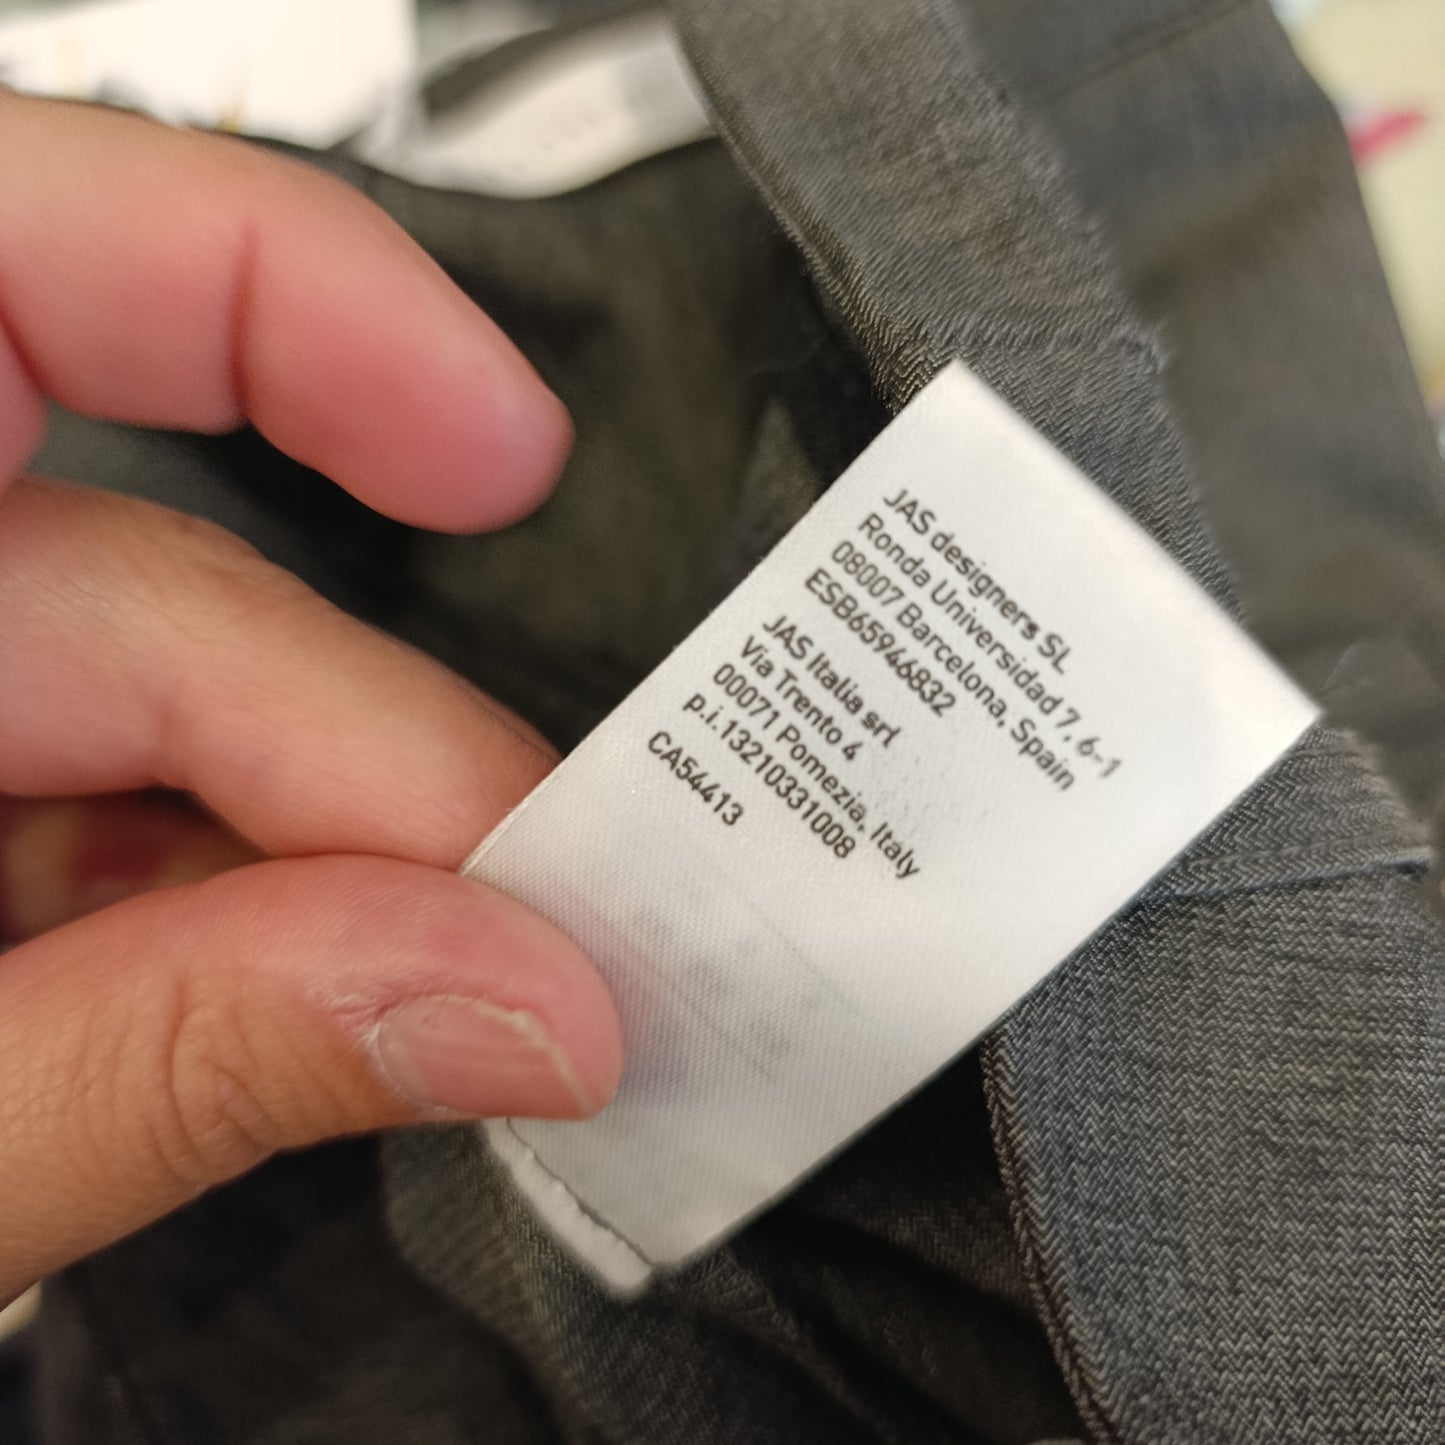 JAS designers SL
Ronda Universidad 7, 6-1
08007 Barcelona, Spain
ESB65946832
JAS Italia srl
Via Trento 4
00071 Pomezia, Italy
p.i.13210331008
CA54413